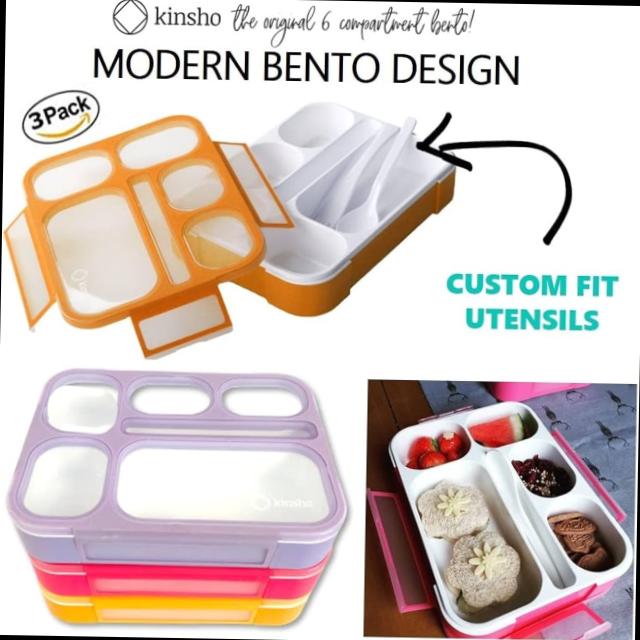 kinsho the original 6 compartment bento!
MODERN BENTO DESIGN
3 Pack
CUSTOM FIT
UTENSILS
kinsho